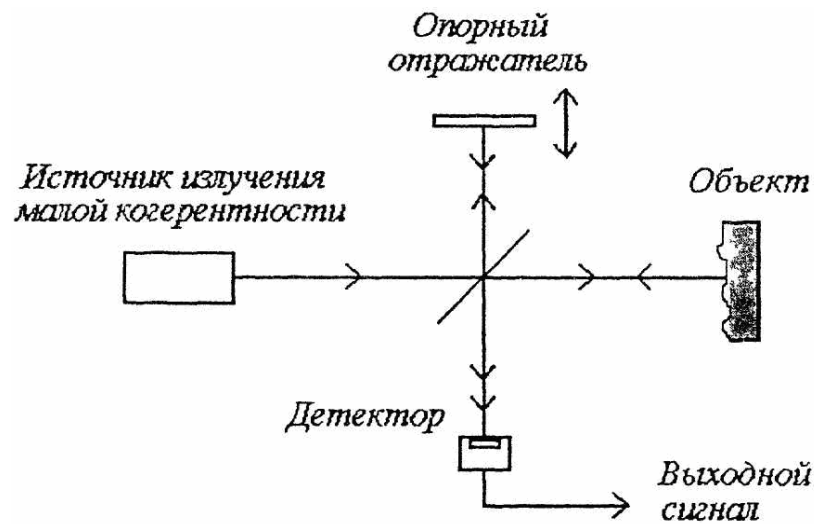 Опорный
отражатель
Источник излучения
малой когерентности
Объект
Детектор
Выходной
сигнал